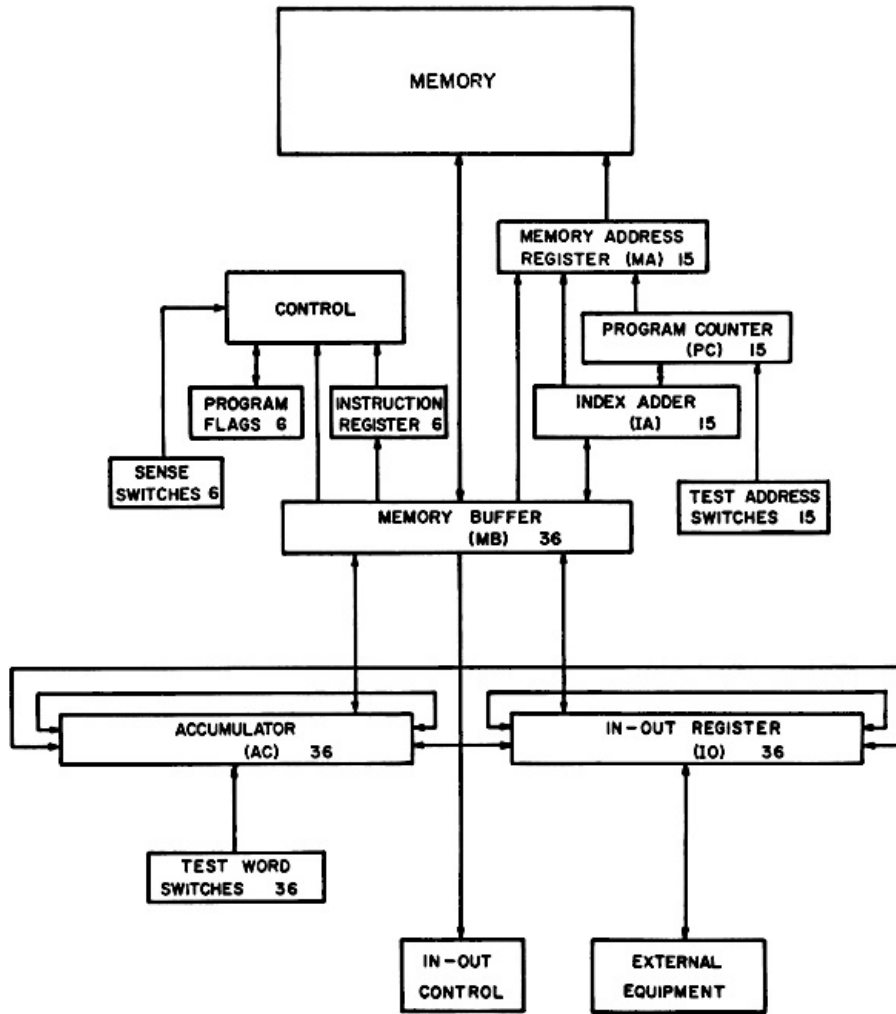 MEMORY
MEMORY ADDRESS
REGISTER (MA) 15
CONTROL
PROGRAM COUNTER
(PC) 15
PROGRAM
FLAGS 6
INSTRUCTION
REGISTER 6
INDEX ADDER
(IA) 15
SENSE
SWITCHES 6
TEST ADDRESS
SWITCHES 15
MEMORY BUFFER
(MB) 36
ACCUMULATOR
(AC) 36
IN-OUT REGISTER
(IO) 36
TEST WORD
SWITCHES 36
IN-OUT
CONTROL
EXTERNAL
EQUIPMENT